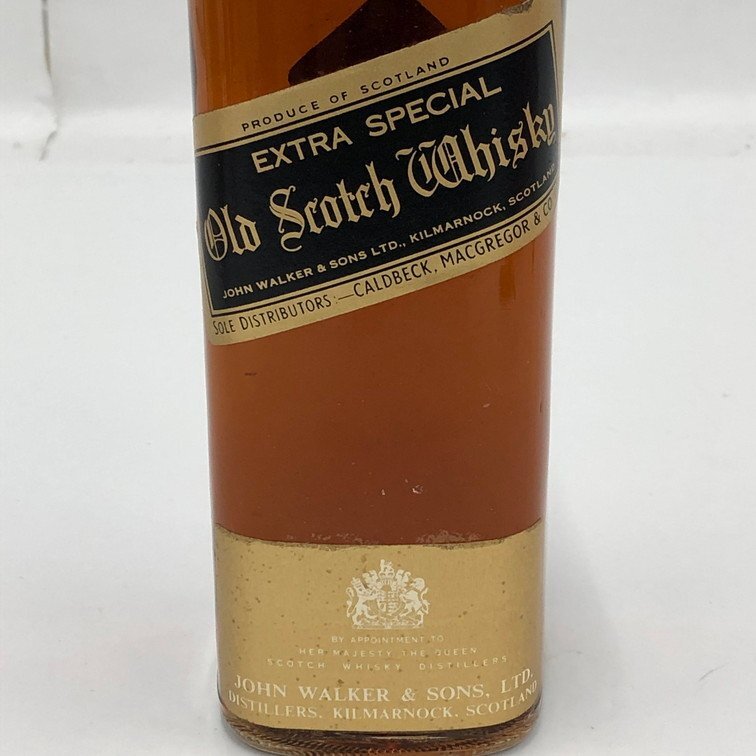 PRODUCE OF SCOTLAND
EXTRA SPECIAL
Old Scotch Whisky
JOHN WALKER & SONS LTD., KILMARNOCK, SCOTLAND.
SOLE DISTRIBUTORS:—CALDBECK, MACGREGOR & CO
BY APPOINTMENT TO
HER MAJESTY THE QUEEN
SCOTCH WHISKY DISTILLERS
JOHN WALKER & SONS, LTD.
DISTILLERS, KILMARNOCK, SCOTLAND